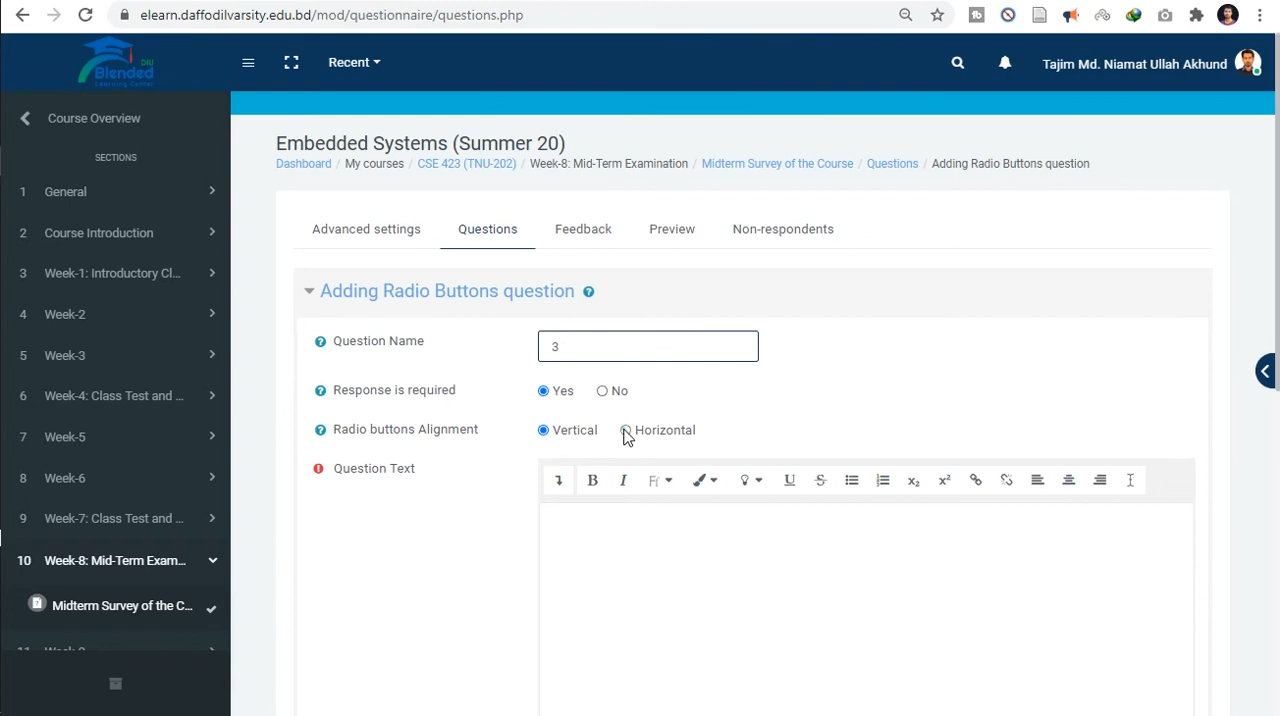 elearn.daffodilvarsity.edu.bd/mod/questionnaire/questions.php
DIU
Blended
Learning Center
Recent
Tajim Md. Niamat Ullah Akhund
Course Overview
SECTIONS
1 General
2 Course Introduction
3 Week-1: Introductory Cl...
4 Week-2
5 Week-3
6 Week-4: Class Test and ...
7 Week-5
8 Week-6
9 Week-7: Class Test and ...
10 Week-8: Mid-Term Exam...
Midterm Survey of the C...
11 Week-9
Embedded Systems (Summer 20)
Dashboard / My courses / CSE 423 (TNU-202) / Week-8: Mid-Term Examination / Midterm Survey of the Course / Questions / Adding Radio Buttons question
Advanced settings Questions Feedback Preview Non-respondents
Adding Radio Buttons question
Question Name 3
Response is required Yes No
Radio buttons Alignment Vertical Horizontal
Question Text